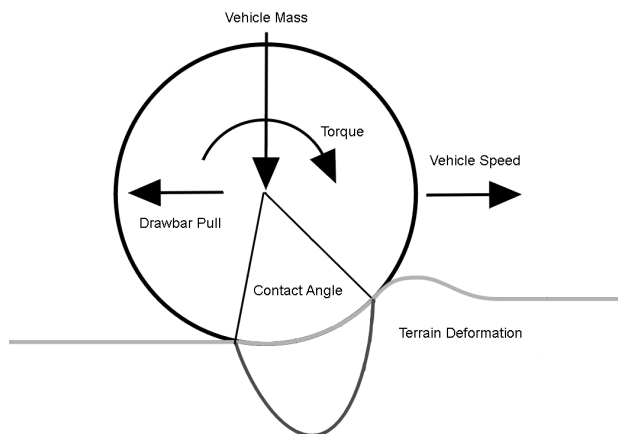 Vehicle Mass
Torque
Vehicle Speed
Drawbar Pull
Contact Angle
Terrain Deformation